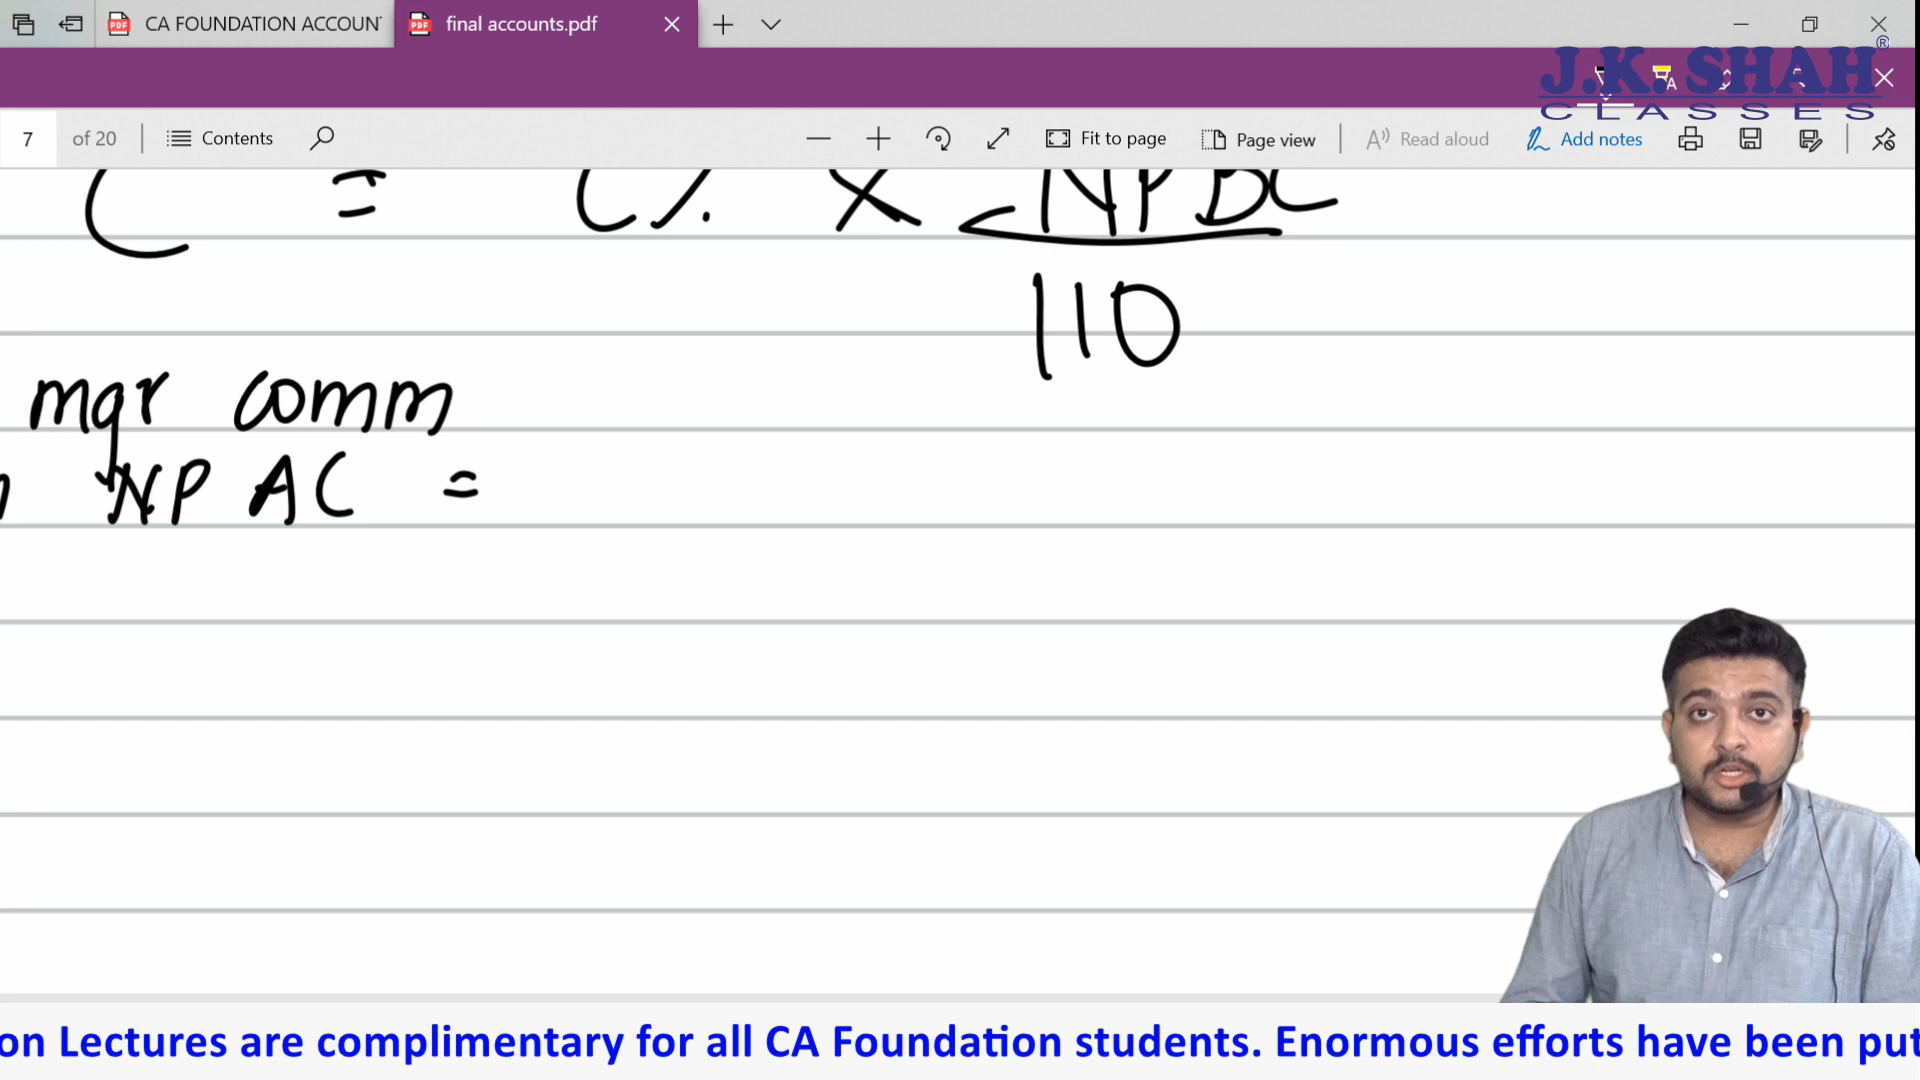 CA FOUNDATION ACCOUN
final accounts.pdf
J.K. SHAH ®
CLASSES
7 of 20 Contents Fit to page Page view Read aloud Add notes
C = C%. X NPBC
110
mgr comm
NP AC =
on Lectures are complimentary for all CA Foundation students. Enormous efforts have been put